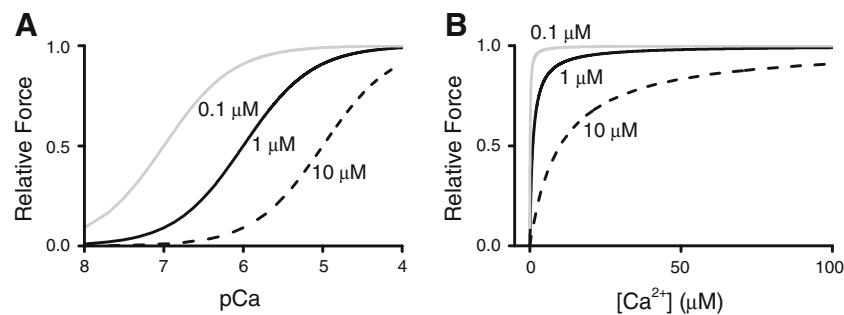 A
Relative Force
1.0
0.5
0.0
0.1 μM
1 μM
10 μM
8 7 6 5 4
pCa
B
Relative Force
1.0
0.5
0.0
0.1 μM
1 μM
10 μM
0 50 100
[Ca²⁺] (μM)